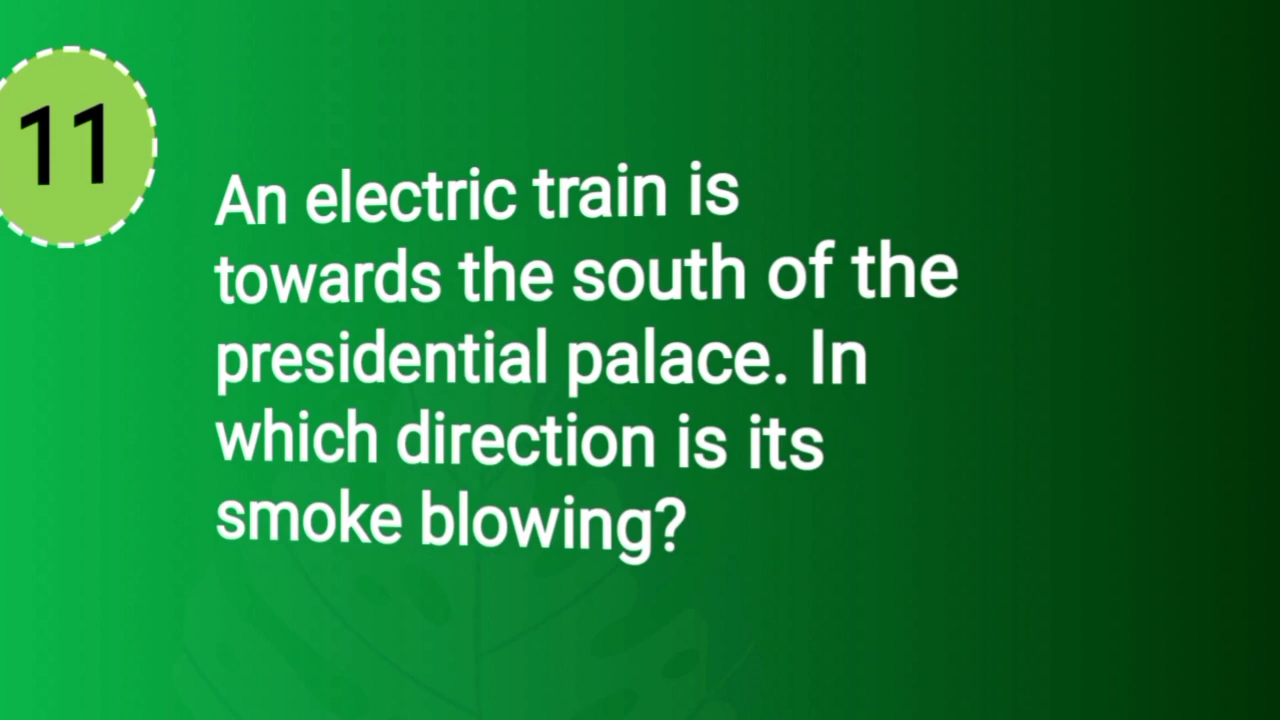 11
An electric train is
towards the south of the
presidential palace. In
which direction is its
smoke blowing?